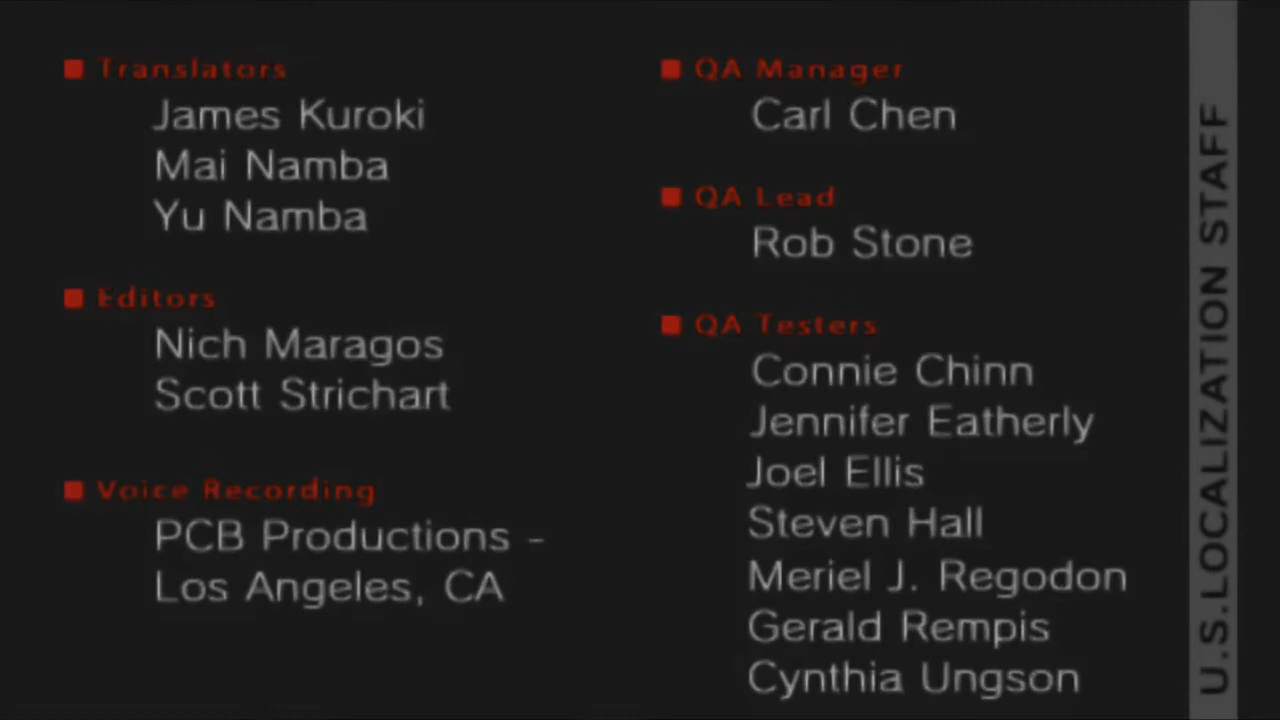 Translators
James Kuroki
Mai Namba
Yu Namba
Editors
Nich Maragos
Scott Strichart
Voice Recording
PCB Productions -
Los Angeles, CA
QA Manager
Carl Chen
QA Lead
Rob Stone
QA Testers
Connie Chinn
Jennifer Eatherly
Joel Ellis
Steven Hall
Meriel J. Regodon
Gerald Rempis
Cynthia Ungson
U.S.LOCALIZATION STAFF